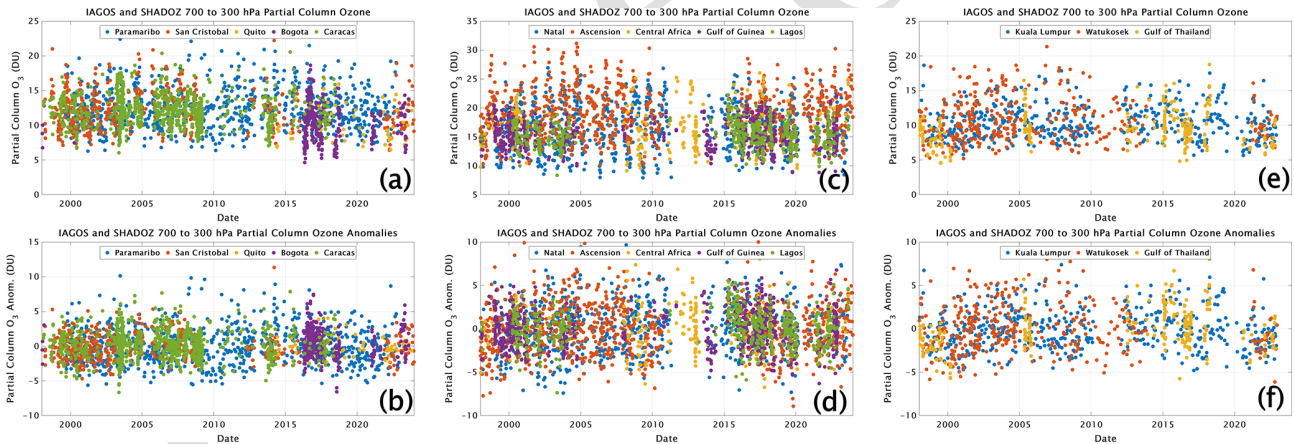 IAGOS and SHADOZ 700 to 300 hPa Partial Column Ozone
Paramaribo San Cristobal Quito Bogota Caracas
Partial Column O3 (DU)
25
20
15
10
5
0
2000 2005 2010 2015 2020
Date
(a)
IAGOS and SHADOZ 700 to 300 hPa Partial Column Ozone Anomalies
Paramaribo San Cristobal Quito Bogota Caracas
Partial Column O3 Anom. (DU)
15
10
5
0
−5
−10
2000 2005 2010 2015 2020
Date
(b)
IAGOS and SHADOZ 700 to 300 hPa Partial Column Ozone
Natal Ascension Central Africa Gulf of Guinea Lagos
Partial Column O3 (DU)
35
30
25
20
15
10
5
2000 2005 2010 2015 2020
Date
(c)
IAGOS and SHADOZ 700 to 300 hPa Partial Column Ozone Anomalies
Natal Ascension Central Africa Gulf of Guinea Lagos
Partial Column O3 Anom. (DU)
10
5
0
−5
−10
2000 2005 2010 2015 2020
Date
(d)
IAGOS and SHADOZ 700 to 300 hPa Partial Column Ozone
Kuala Lumpur Watukosek Gulf of Thailand
Partial Column O3 (DU)
25
20
15
10
5
0
2000 2005 2010 2015 2020
Date
(e)
IAGOS and SHADOZ 700 to 300 hPa Partial Column Ozone Anomalies
Kuala Lumpur Watukosek Gulf of Thailand
Partial Column O3 Anom. (DU)
10
5
0
−5
−10
2000 2005 2010 2015 2020
Date
(f)